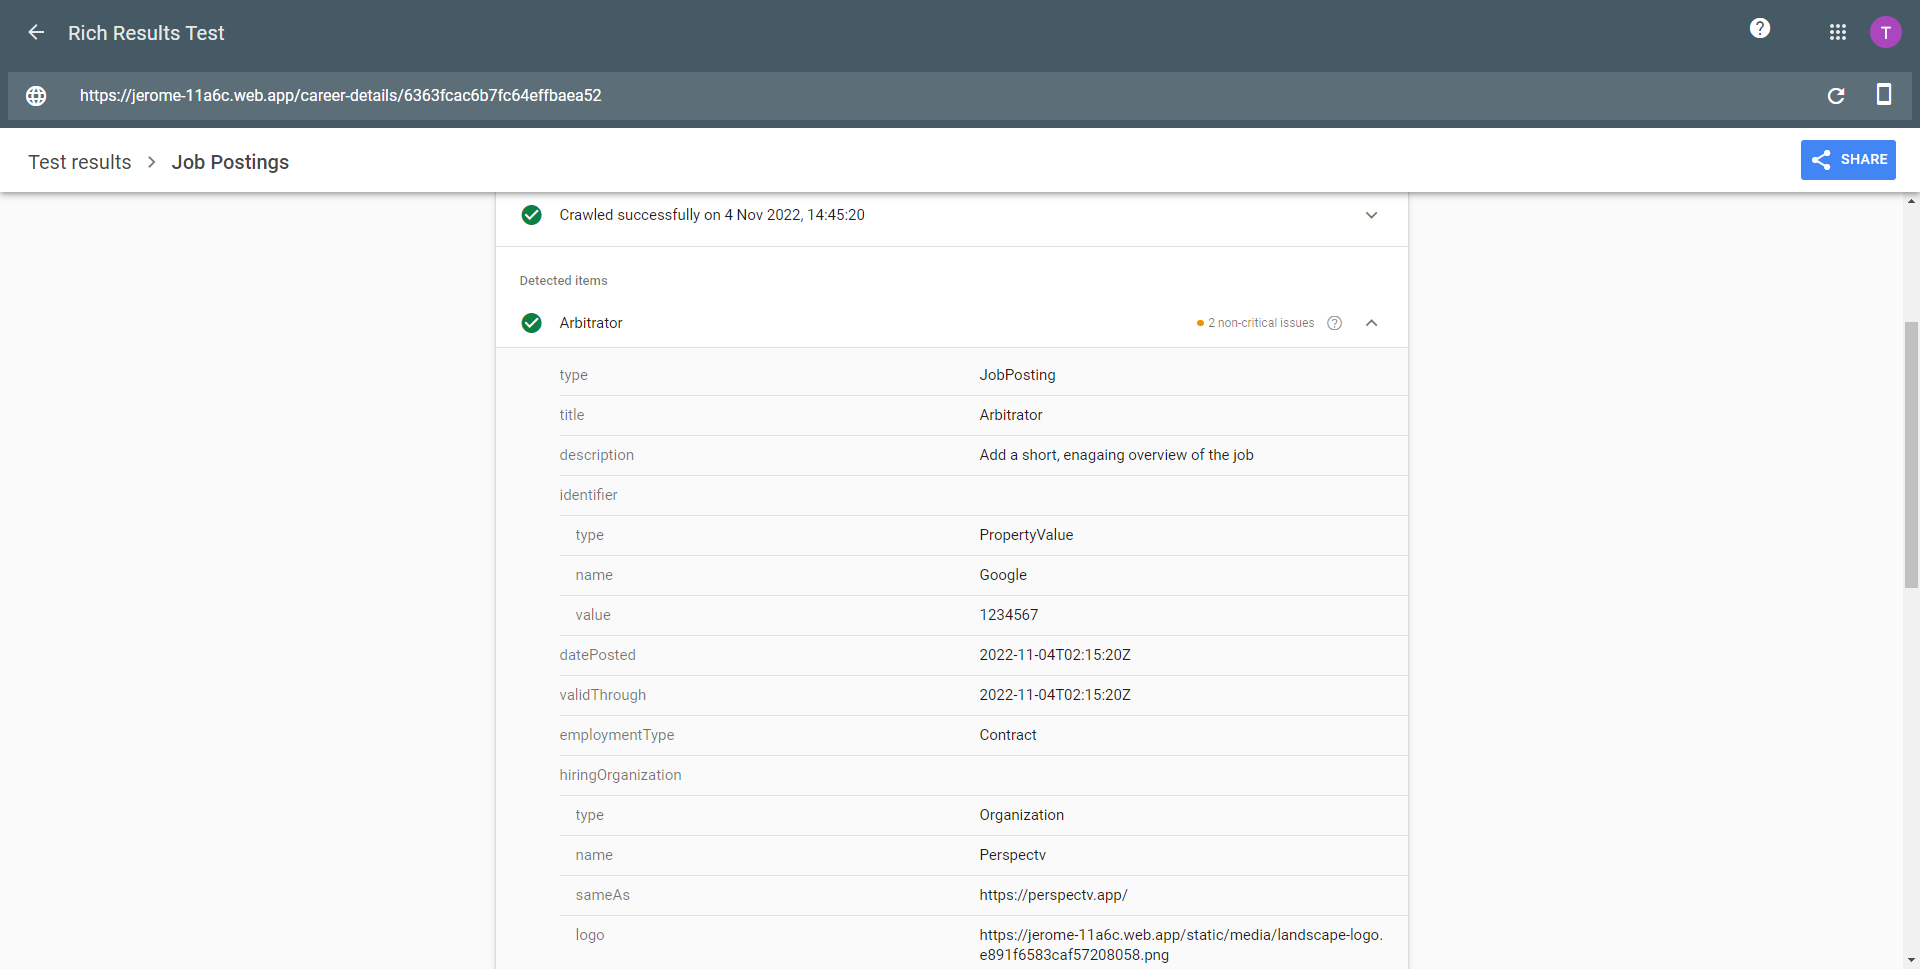 Rich Results Test
T
https://jerome-11a6c.web.app/career-details/6363fcac6b7fc64effbaea52
Test results > Job Postings
SHARE
Crawled successfully on 4 Nov 2022, 14:45:20
Detected items
Arbitrator 2 non-critical issues
type JobPosting
title Arbitrator
description Add a short, enagaing overview of the job
identifier
type PropertyValue
name Google
value 1234567
datePosted 2022-11-04T02:15:20Z
validThrough 2022-11-04T02:15:20Z
employmentType Contract
hiringOrganization
type Organization
name Perspectv
sameAs https://perspectv.app/
logo https://jerome-11a6c.web.app/static/media/landscape-logo.
e891f6583caf57208058.png